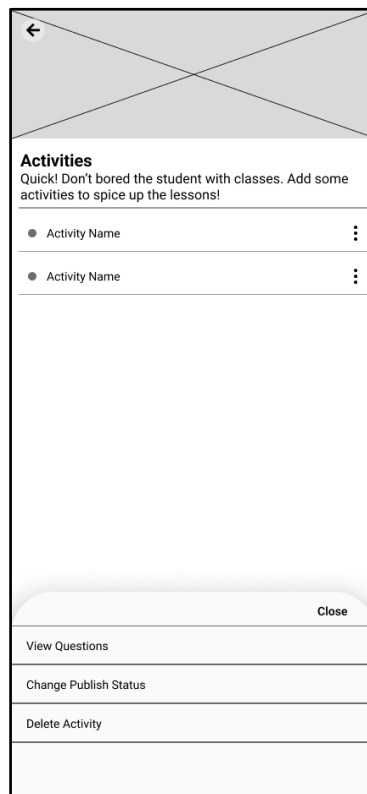 Activities
Quick! Don't bored the student with classes. Add some
activities to spice up the lessons!
Activity Name
Activity Name
Close
View Questions
Change Publish Status
Delete Activity